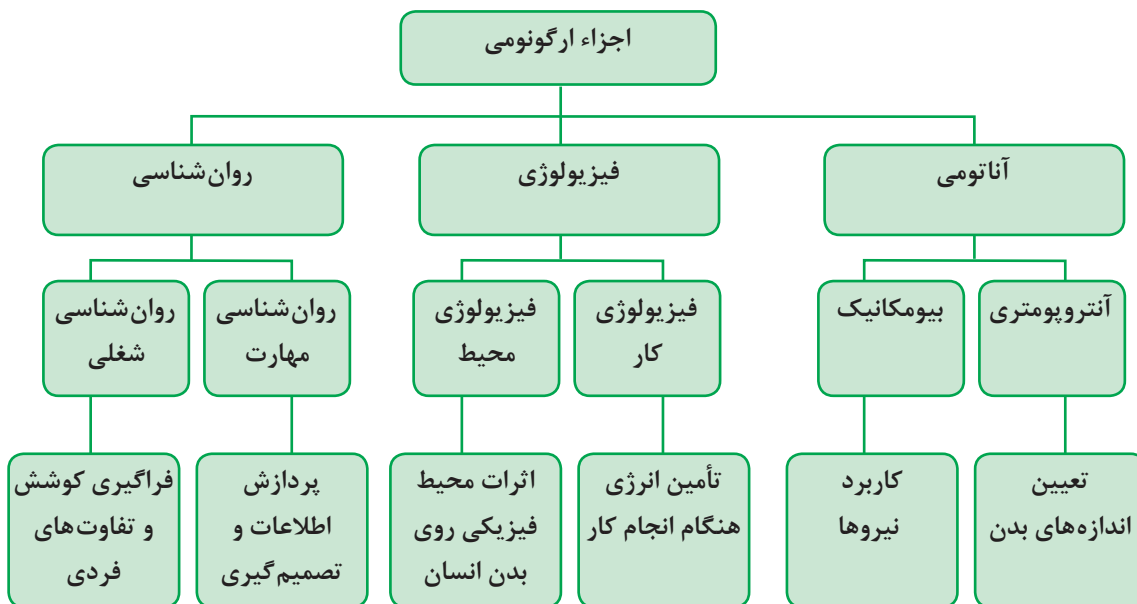 اجزاء ارگونومی
آناتومی
فیزیولوژی
روان‌شناسی
آنتروپومتری
بیومکانیک
فیزیولوژی
کار
فیزیولوژی
محیط
روان‌شناسی
مهارت
روان‌شناسی
شغلی
تعیین
اندازه‌های بدن
کاربرد
نیروها
تأمین انرژی
هنگام انجام کار
اثرات محیط
فیزیکی روی
بدن انسان
پردازش
اطلاعات و
تصمیم‌گیری
فراگیری کوشش
و تفاوت‌های
فردی